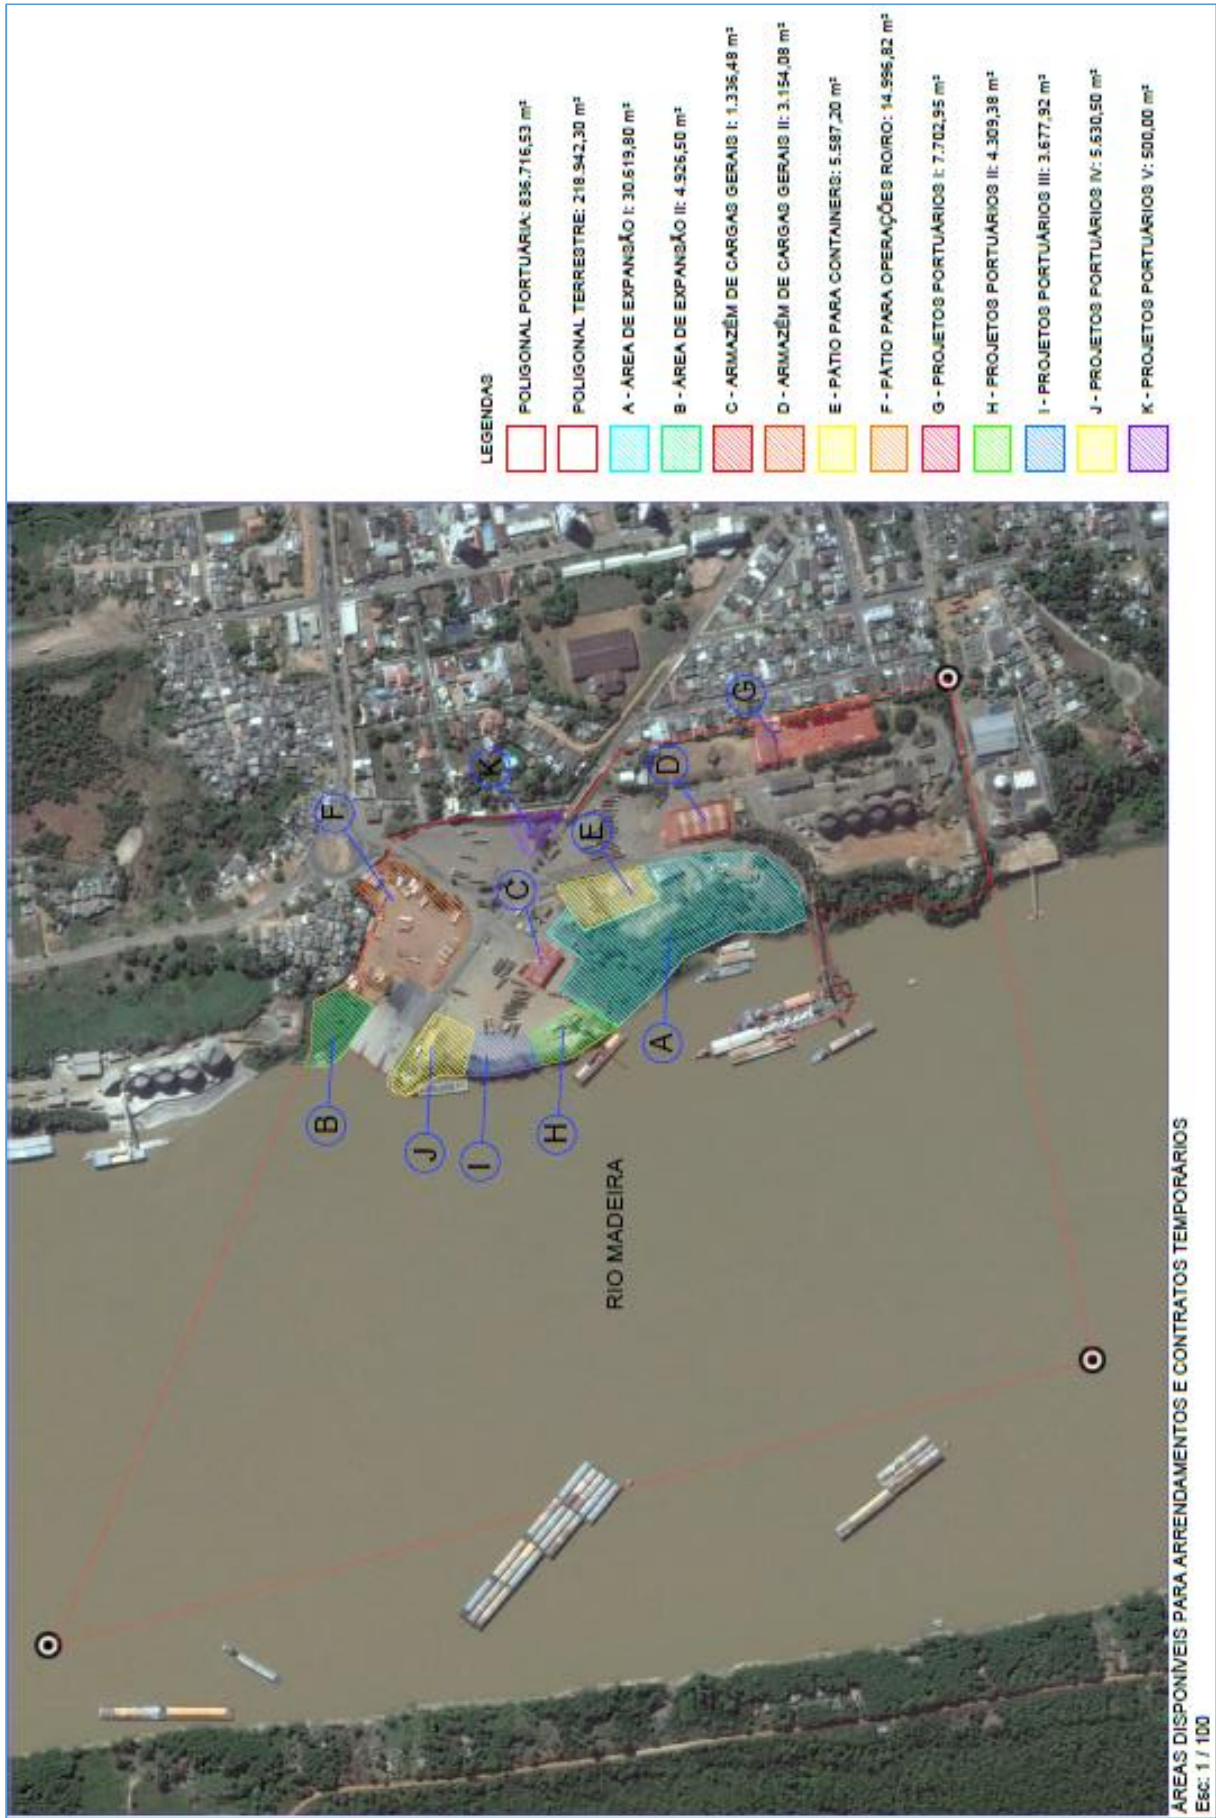 LEGENDAS
POLIGONAL PORTUÁRIA: 836.716,53 m²
POLIGONAL TERRESTRE: 218.942,30 m²
A - ÁREA DE EXPANSÃO I: 30.619,80 m²
B - ÁREA DE EXPANSÃO II: 4.926,50 m²
C - ARMAZÉM DE CARGAS GERAIS I: 1.336,48 m²
D - ARMAZÉM DE CARGAS GERAIS II: 3.154,08 m²
E - PÁTIO PARA CONTAINERS: 5.587,20 m²
F - PÁTIO PARA OPERAÇÕES RO/RO: 14.996,82 m²
G - PROJETOS PORTUÁRIOS I: 7.702,95 m²
H - PROJETOS PORTUÁRIOS II: 4.309,38 m²
I - PROJETOS PORTUÁRIOS III: 3.677,92 m²
J - PROJETOS PORTUÁRIOS IV: 5.630,50 m²
K - PROJETOS PORTUÁRIOS V: 500,00 m²
F
K
G
D
E
C
B
J
I
H
A
RIO MADEIRA
ÁREAS DISPONÍVEIS PARA ARRENDAMENTOS E CONTRATOS TEMPORÁRIOS
Esc: 1 / 100